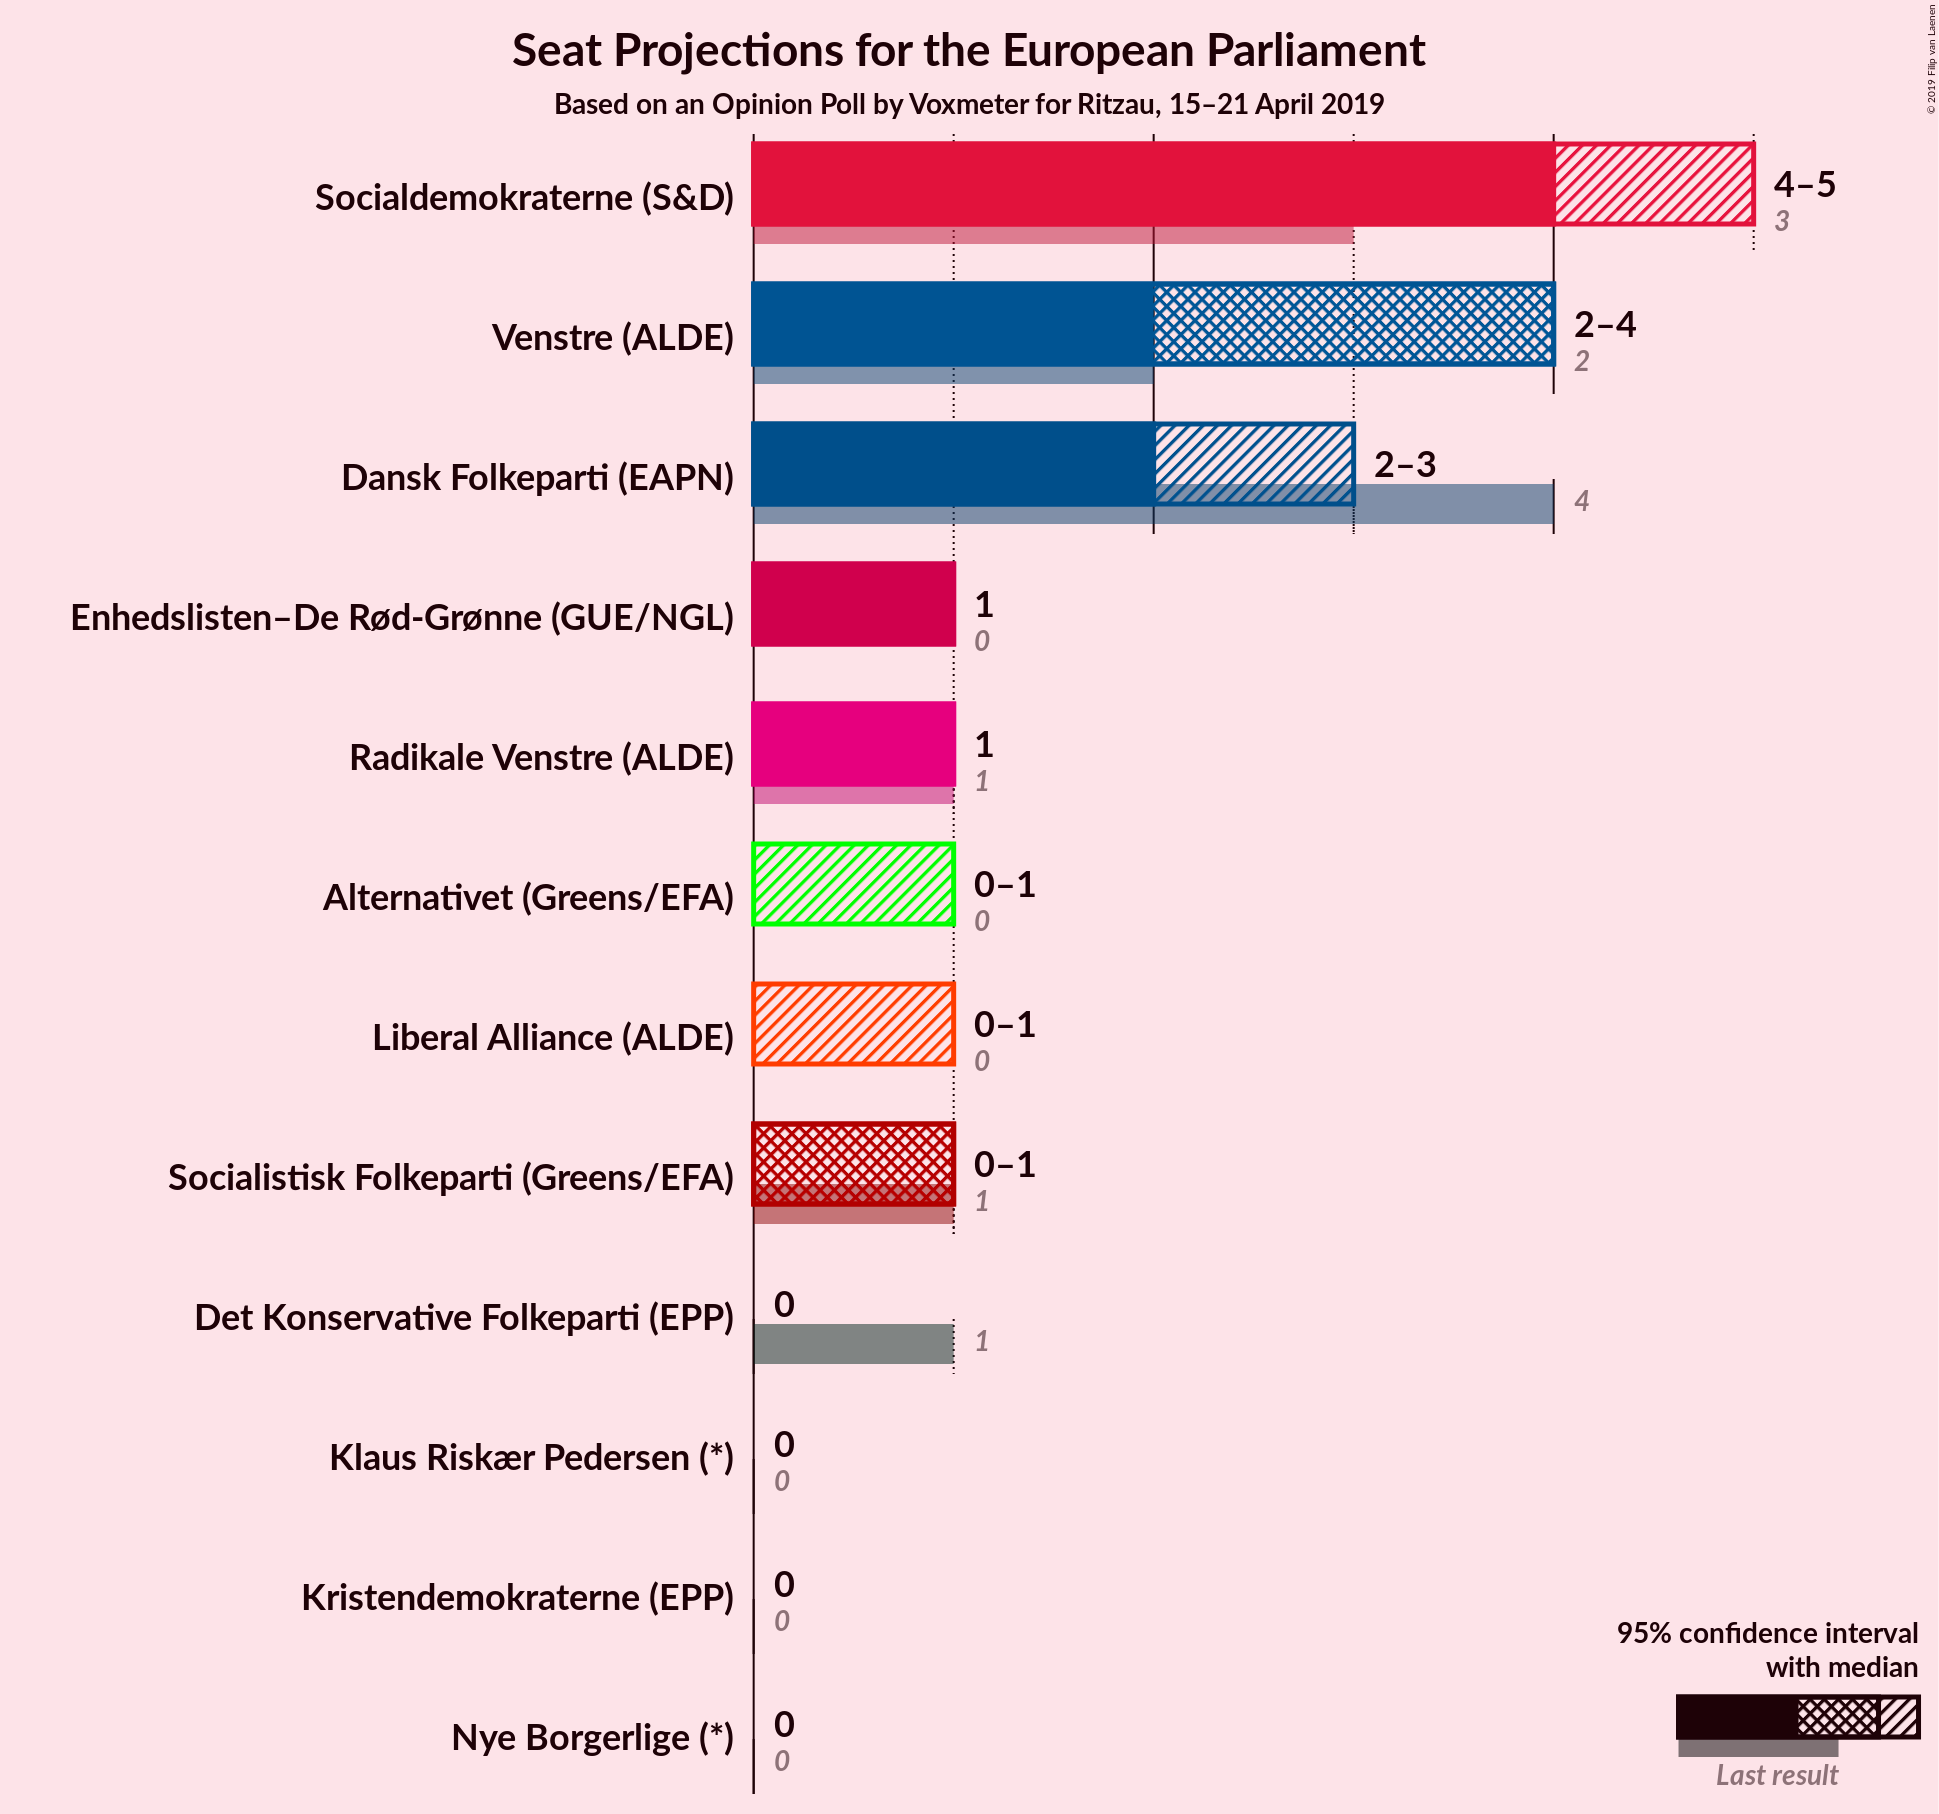 Seat Projections for the European Parliament
Based on an Opinion Poll by Voxmeter for Ritzau, 15–21 April 2019
© 2019 Filip van Laenen
Socialdemokraterne (S&D)
4–5
3
Venstre (ALDE)
2–4
2
Dansk Folkeparti (EAPN)
2–3
4
Enhedslisten–De Rød-Grønne (GUE/NGL)
1
0
Radikale Venstre (ALDE)
1
1
Alternativet (Greens/EFA)
0–1
0
Liberal Alliance (ALDE)
0–1
0
Socialistisk Folkeparti (Greens/EFA)
0–1
1
Det Konservative Folkeparti (EPP)
0
1
Klaus Riskær Pedersen (*)
0
0
Kristendemokraterne (EPP)
0
0
Nye Borgerlige (*)
0
0
95% confidence interval
with median
Last result